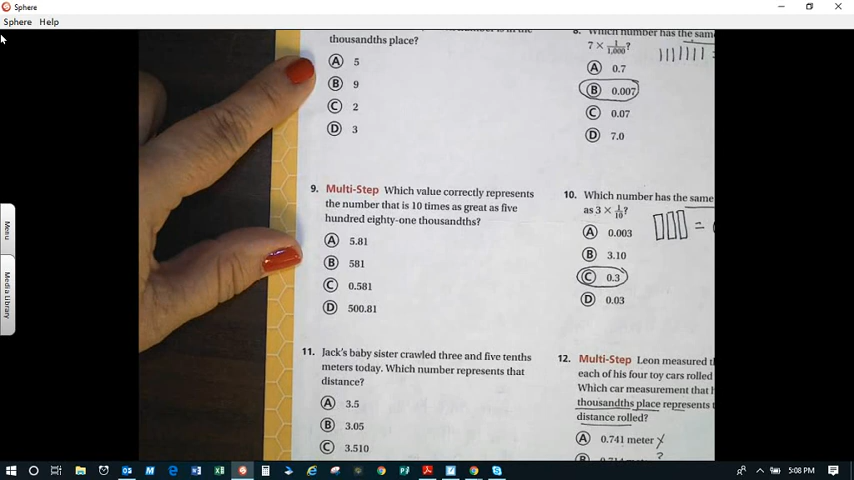 Sphere
Sphere Help
thousandths place?
A 5
B 9
C 2
D 3
8. Which number has the same
7 × 1/1,000?
A 0.7
B 0.007
C 0.07
D 7.0
9. Multi-Step Which value correctly represents
the number that is 10 times as great as five
hundred eighty-one thousandths?
A 5.81
B 581
C 0.581
D 500.81
10. Which number has the same
as 3 × 1/10?
=
A 0.003
B 3.10
C 0.3
D 0.03
11. Jack's baby sister crawled three and five tenths
meters today. Which number represents that
distance?
A 3.5
B 3.05
C 3.510
12. Multi-Step Leon measured
each of his four toy cars rolled
Which car measurement that
thousandths place represents
distance rolled?
A 0.741 meter X
?
Menu
Media Library
5:08 PM